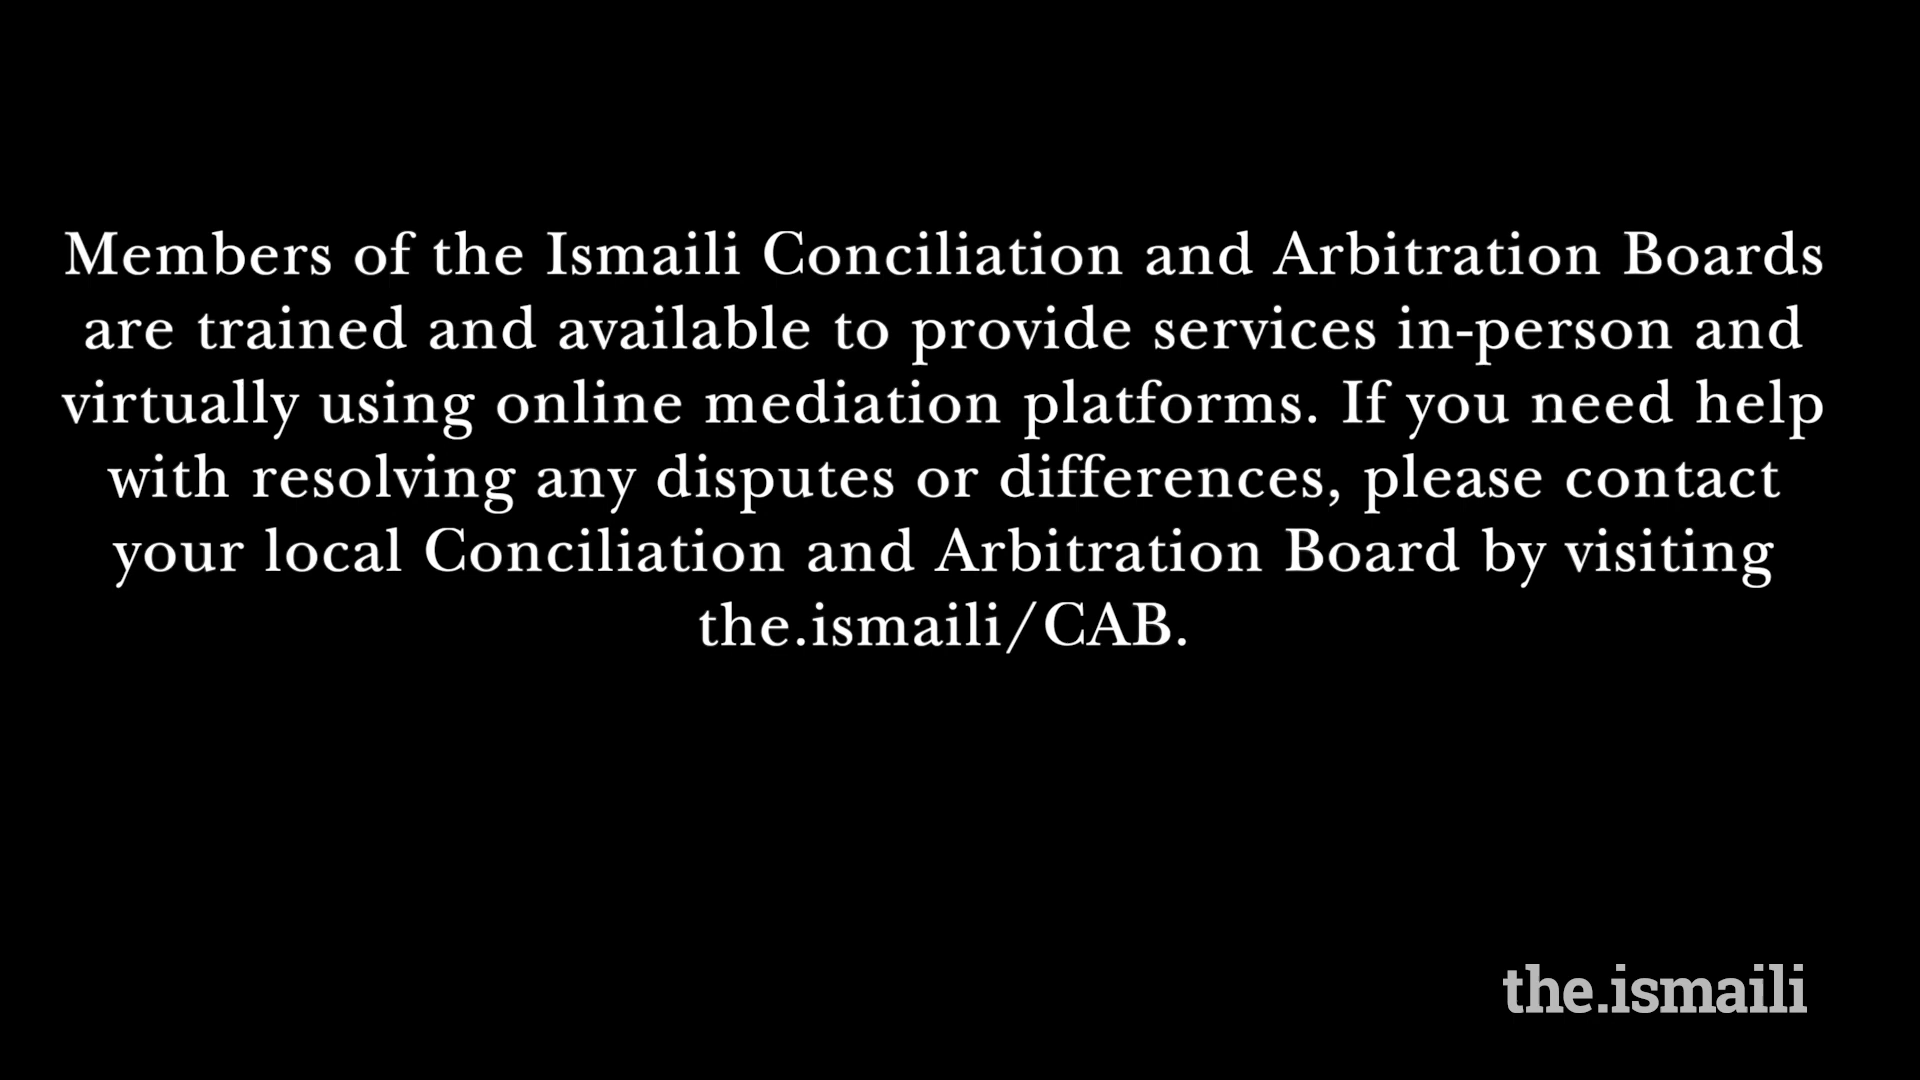 Members of the Ismaili Conciliation and Arbitration Boards
are trained and available to provide services in-person and
virtually using online mediation platforms. If you need help
with resolving any disputes or differences, please contact
your local Conciliation and Arbitration Board by visiting
the.ismaili/CAB.
the.ismaili